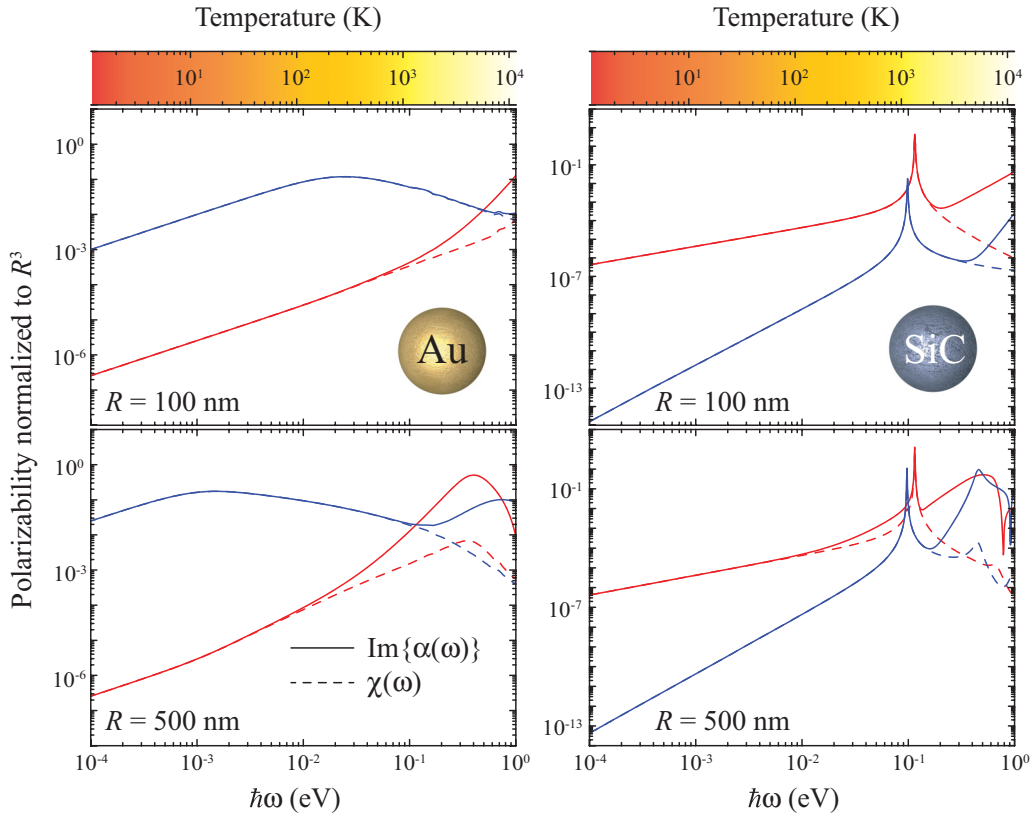 Temperature (K) Temperature (K)
10¹ 10² 10³ 10⁴ 10¹ 10² 10³ 10⁴
Polarizability normalized to R³
10⁰
10⁻³
10⁻⁶
Au
R = 100 nm
10⁻¹
10⁻⁷
10⁻¹³
SiC
R = 100 nm
10⁰
10⁻³
10⁻⁶
Im{α(ω)}
χ(ω)
R = 500 nm
10⁻¹
10⁻⁷
10⁻¹³
R = 500 nm
10⁻⁴ 10⁻³ 10⁻² 10⁻¹ 10⁰ 10⁻⁴ 10⁻³ 10⁻² 10⁻¹ 10⁰
ħω (eV) ħω (eV)